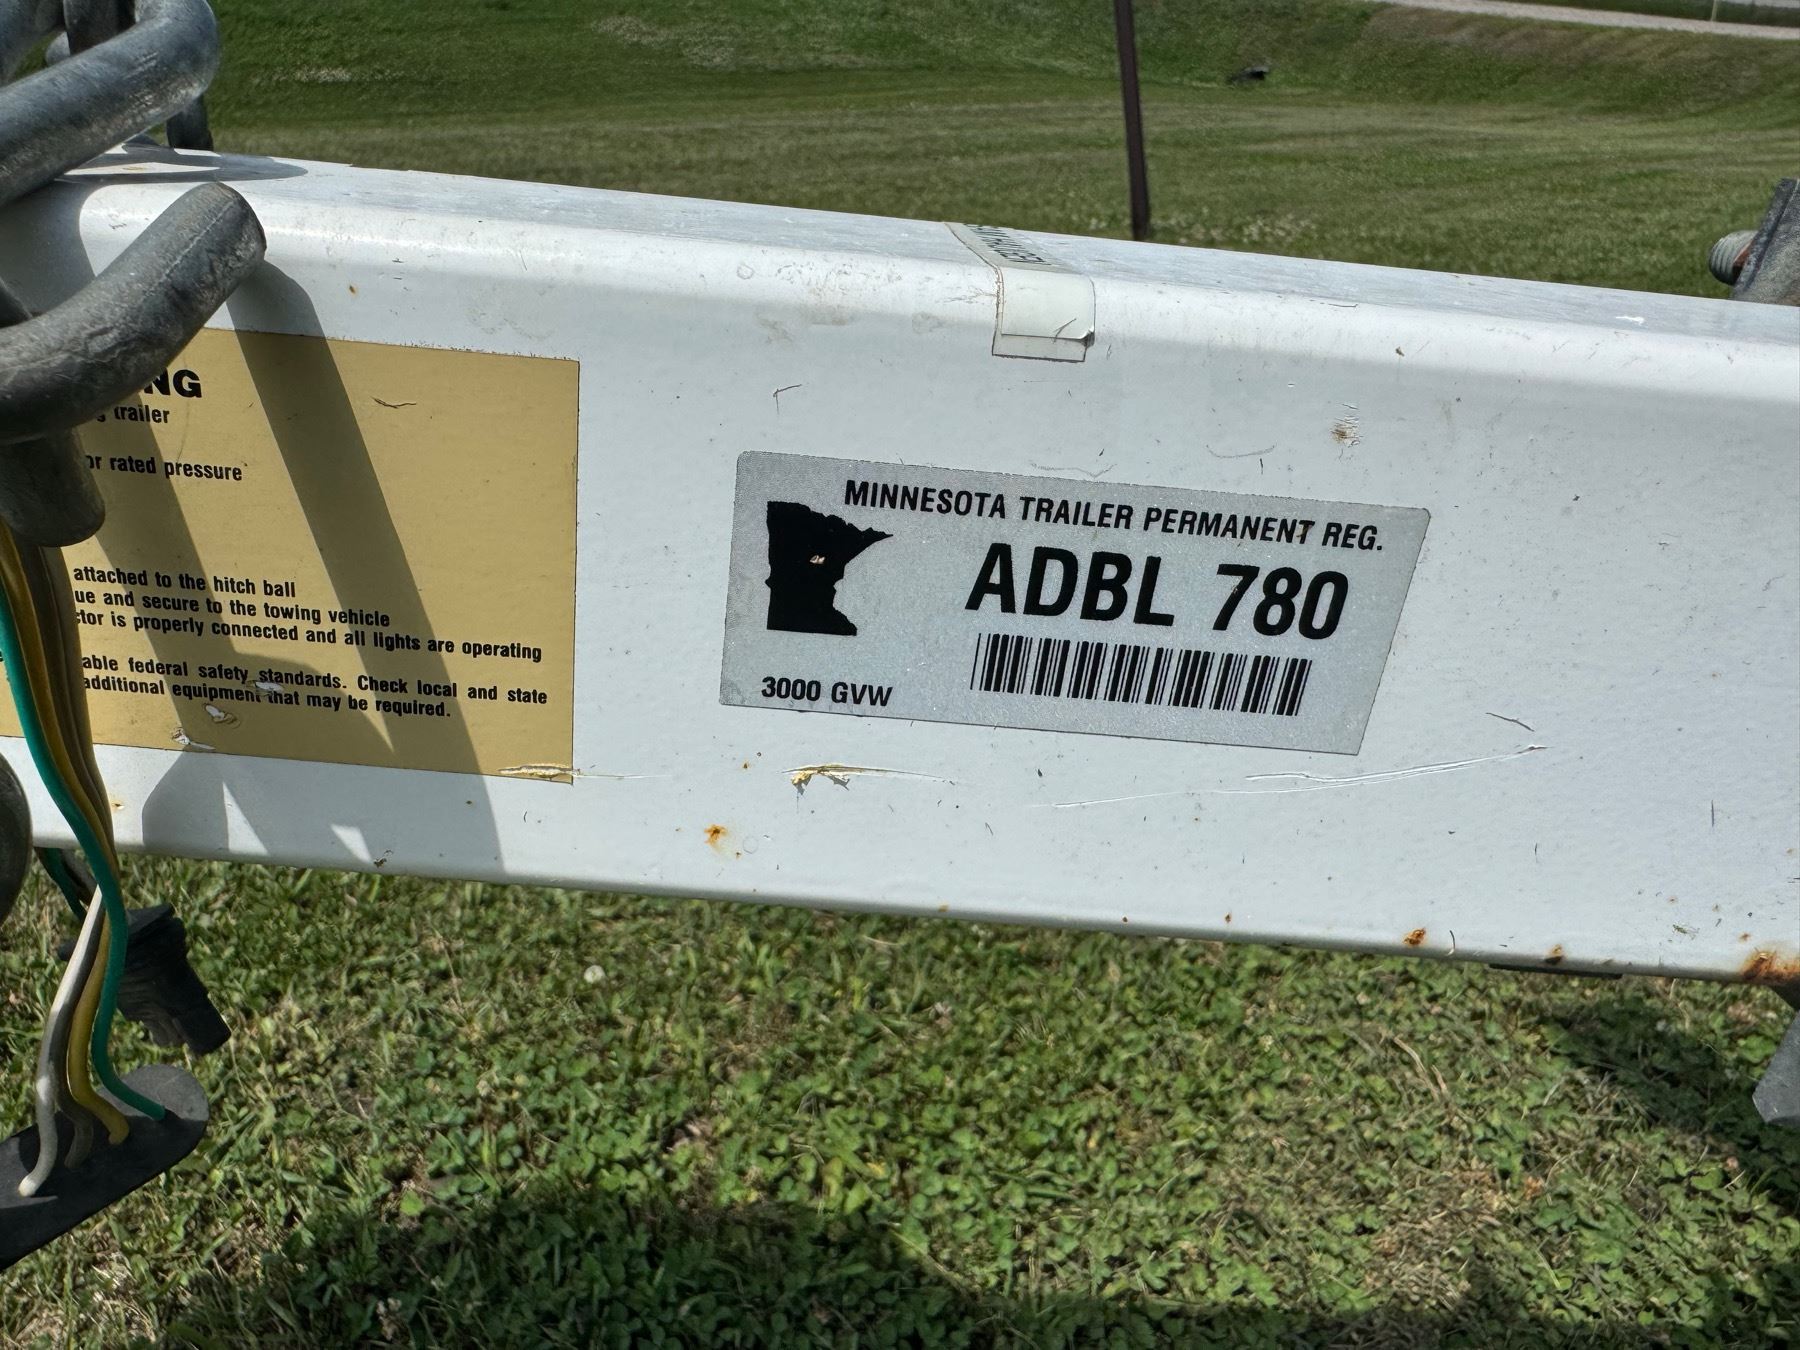 NG
trailer
or rated pressure
attached to the hitch ball
and secure to the towing vehicle
is properly connected and all lights are operating
federal safety standards. Check local and state
additional equipment that may be required.
MINNESOTA TRAILER PERMANENT REG.
ADBL 780
3000 GVW